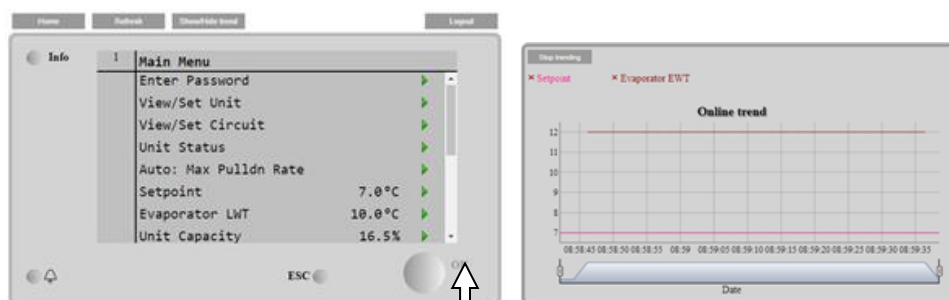 Home Refresh Show/Hide trend Logout
Info
1 Main Menu
Enter Password
View/Set Unit
View/Set Circuit
Unit Status
Auto: Max Pulldn Rate
Setpoint 7.0°C
Evaporator LWT 10.0°C
Unit Capacity 16.5%
ESC
Stop trending
× Setpoint × Evaporator EWT
Online trend
12
11
10
9
8
7
08:58:45 08:58:50 08:58:55 08:59 08:59:05 08:59:10 08:59:15 08:59:20 08:59:25 08:59:30 08:59:35
Date